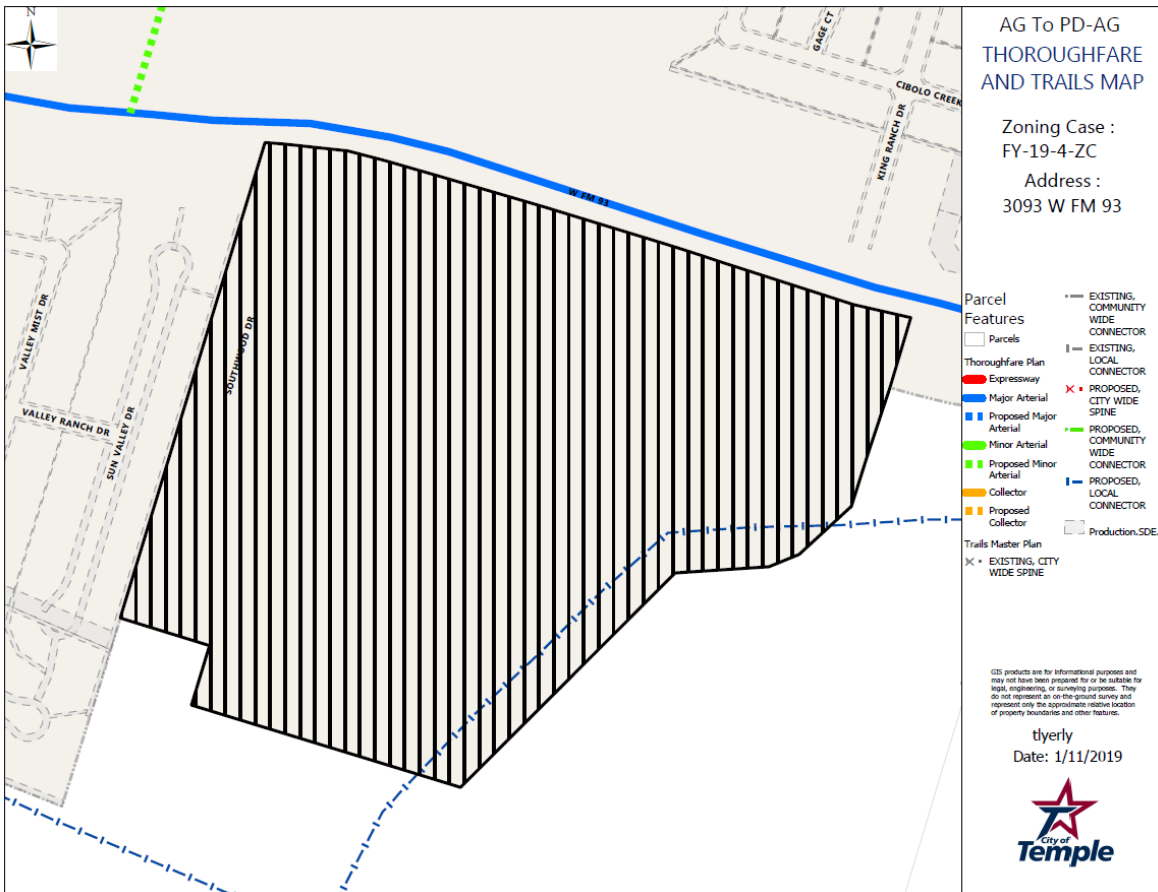 N
GAGE CT
CIBOLO CREEK
KING RANCH DR
W FM 93
SOUTHWOOD DR
VALLEY MIST DR
VALLEY RANCH DR
SUN VALLEY DR
AG To PD-AG
THOROUGHFARE
AND TRAILS MAP
Zoning Case :
FY-19-4-ZC
Address :
3093 W FM 93
Parcel
Features
Parcels
Thoroughfare Plan
Expressway
Major Arterial
Proposed Major
Arterial
Minor Arterial
Proposed Minor
Arterial
Collector
Proposed
Collector
Trails Master Plan
EXISTING, CITY
WIDE SPINE
EXISTING,
COMMUNITY
WIDE
CONNECTOR
EXISTING,
LOCAL
CONNECTOR
PROPOSED,
CITY WIDE
SPINE
PROPOSED,
COMMUNITY
WIDE
CONNECTOR
PROPOSED,
LOCAL
CONNECTOR
Production.SDE.
GIS products are for informational purposes and
may not have been prepared for or be suitable for
legal, engineering, or surveying purposes. They
do not represent an on-the-ground survey and
represent only the approximate relative location
of property boundaries and other features.
tlyerly
Date: 1/11/2019
City of
Temple